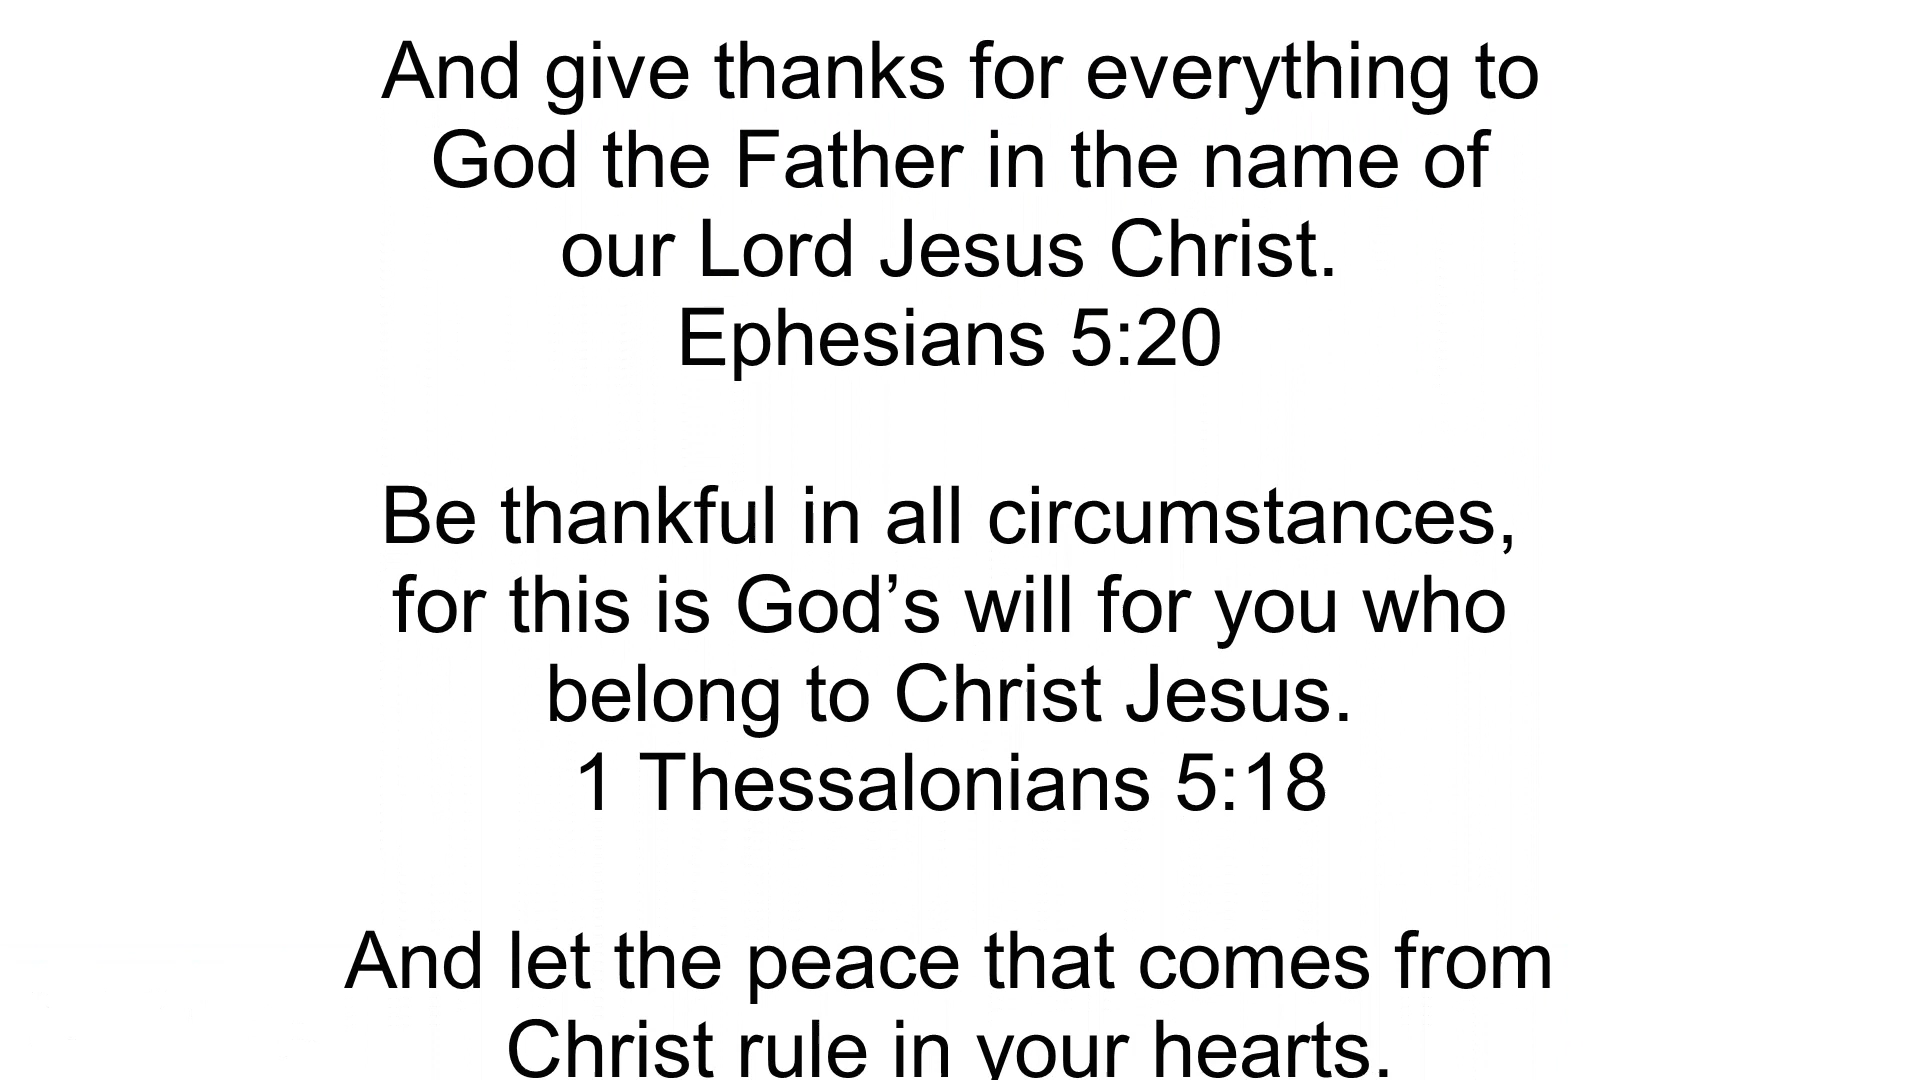 And give thanks for everything to
God the Father in the name of
our Lord Jesus Christ.
Ephesians 5:20
Be thankful in all circumstances,
for this is God’s will for you who
belong to Christ Jesus.
1 Thessalonians 5:18
And let the peace that comes from
Christ rule in your hearts.